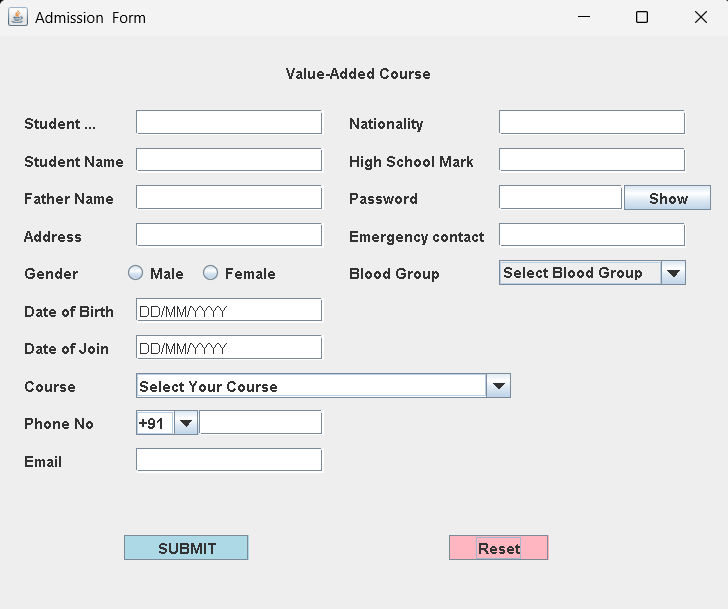 Admission  Form
Value-Added Course
Student ...
Nationality
Student Name
High School Mark
Father Name
Password
Show
Address
Emergency contact
Gender
Male
Female
Blood Group
Select Blood Group
Date of Birth
DD/MM/YYYY
Date of Join
DD/MM/YYYY
Course
Select Your Course
Phone No
+91
Email
SUBMIT
Reset